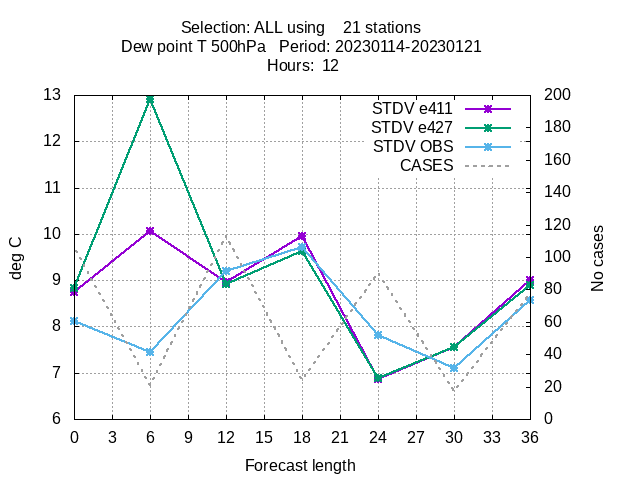 Selection: ALL using    21 stations
Dew point T 500hPa   Period: 20230114-20230121
Hours:  12
STDV e411
STDV e427
STDV OBS
CASES
deg C
No cases
13
12
11
10
9
8
7
6
200
180
160
140
120
100
80
60
40
20
0
0 3 6 9 12 15 18 21 24 27 30 33 36
Forecast length